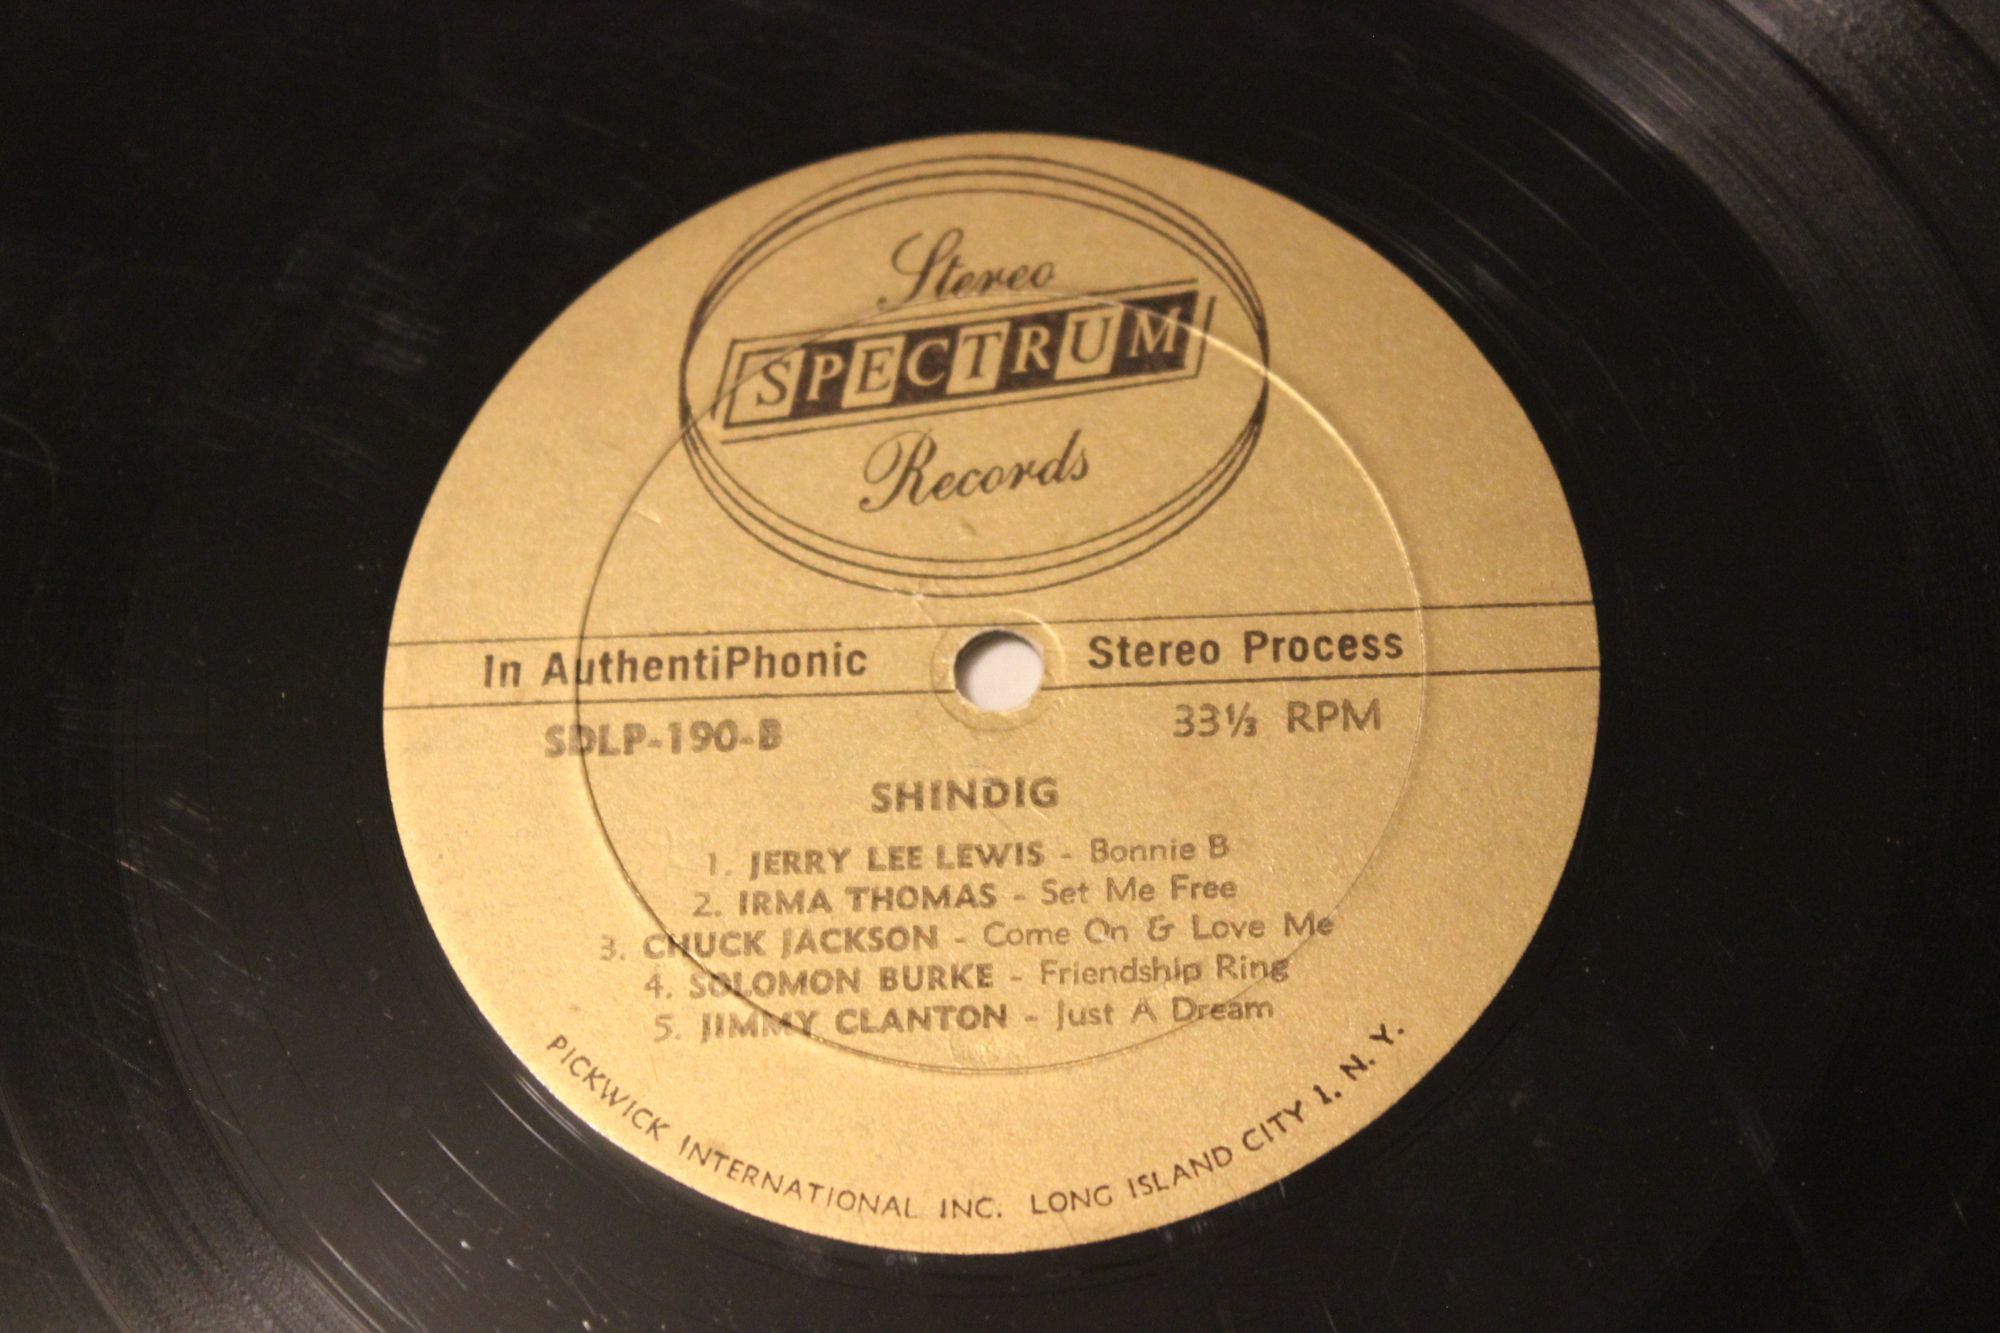 Stereo
SPECTRUM
Records
In AuthentiPhonic Stereo Process
SDLP-190-B 33⅓ RPM
SHINDIG
1. JERRY LEE LEWIS - Bonnie B
2. IRMA THOMAS - Set Me Free
3. CHUCK JACKSON - Come On & Love Me
4. SOLOMON BURKE - Friendship Ring
5. JIMMY CLANTON - Just A Dream
PICKWICK INTERNATIONAL INC. LONG ISLAND CITY 1. N. Y.